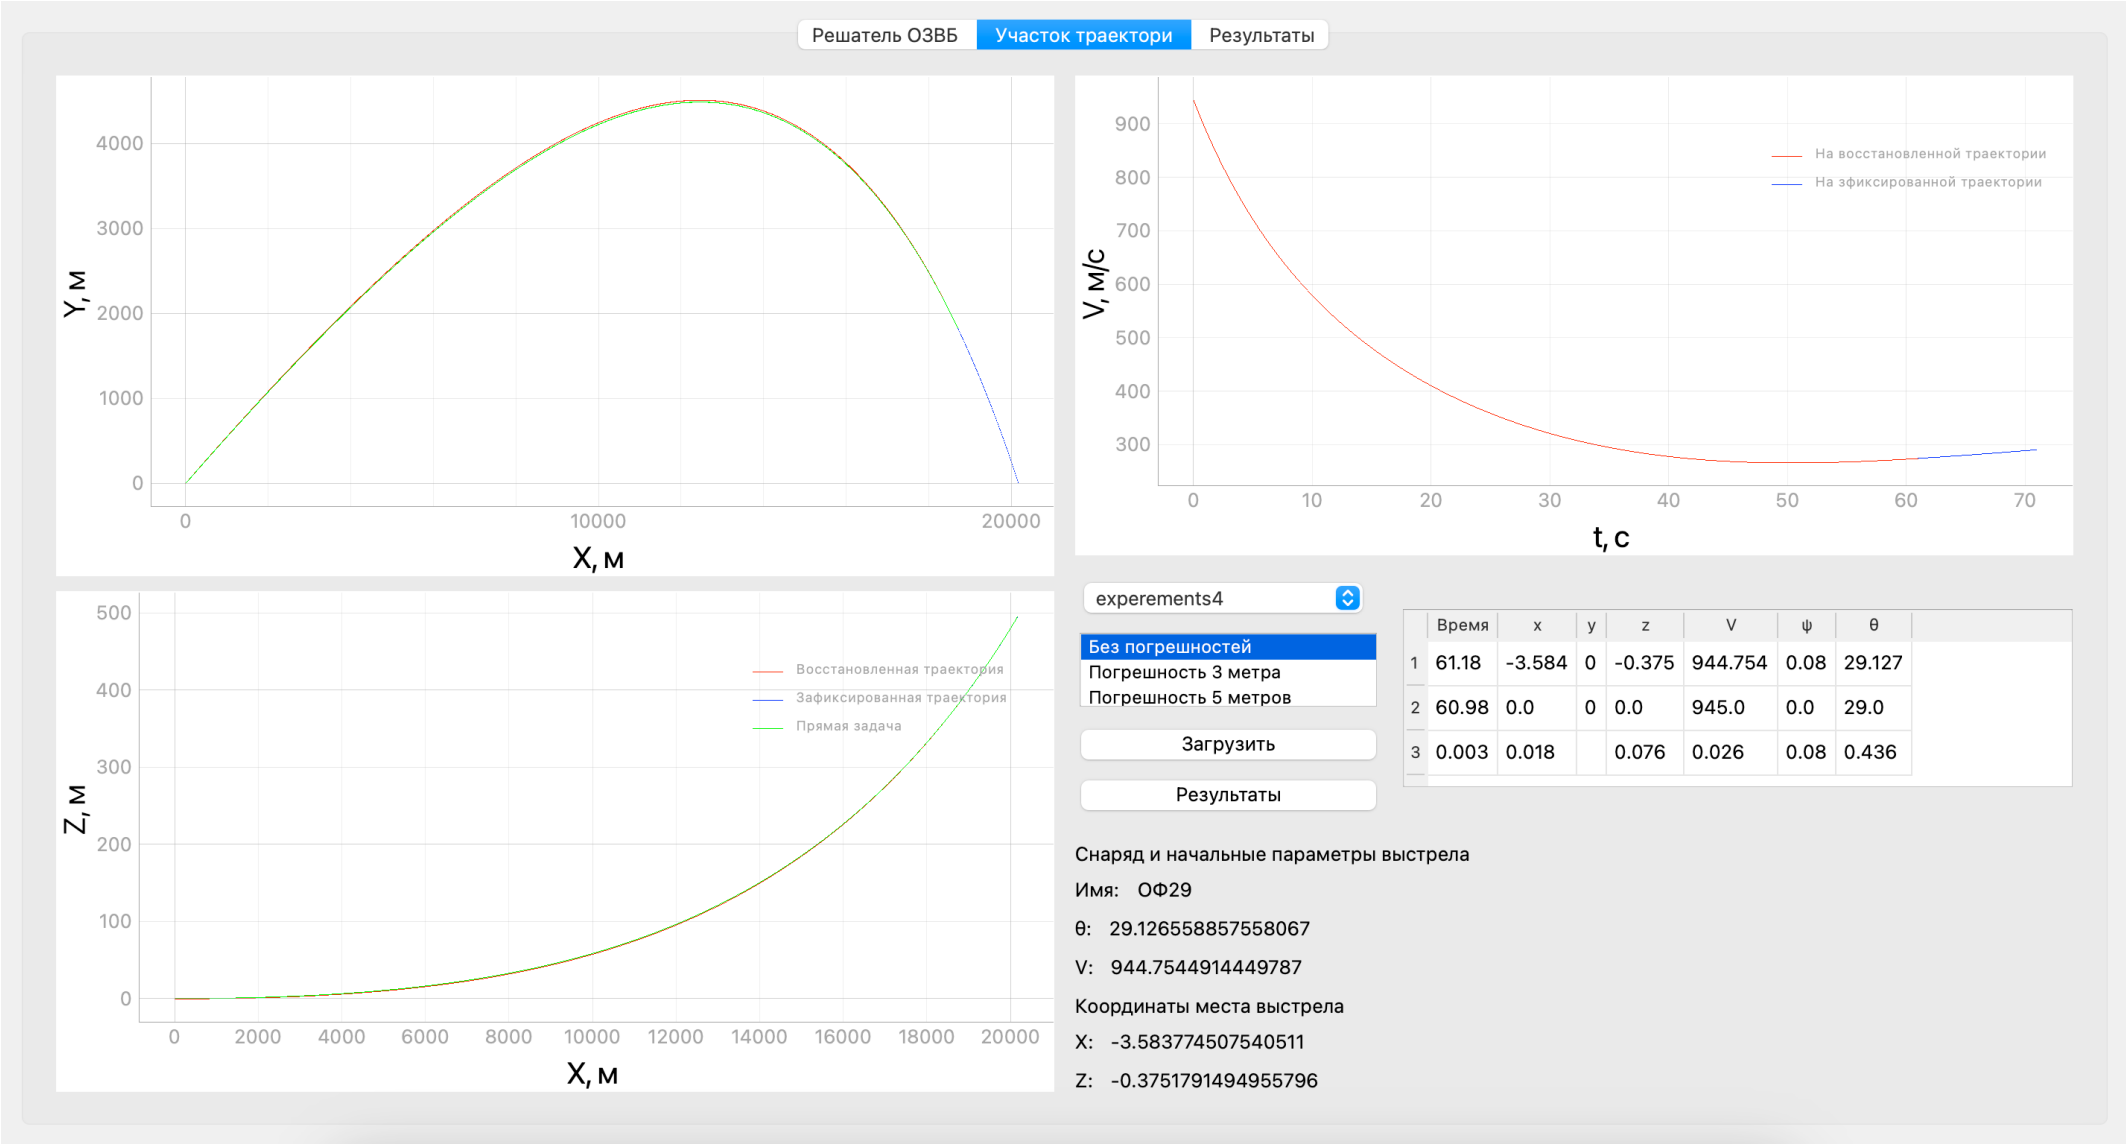 Решатель ОЗВБ
Участок траектори
Результаты
4000
3000
2000
1000
0
Y, м
0
10000
20000
X, м
900
800
700
600
500
400
300
V, м/с
На восстановленной траектории
На зфиксированной траектории
0 10 20 30 40 50 60 70
t, с
500
400
300
200
100
0
Z, м
Восстановленная траектория
Зафиксированная траектория
Прямая задача
0 2000 4000 6000 8000 10000 12000 14000 16000 18000 20000
X, м
experements4
Без погрешностей
Погрешность 3 метра
Погрешность 5 метров
Загрузить
Результаты
Время x y z V ψ θ
1 61.18 -3.584 0 -0.375 944.754 0.08 29.127
2 60.98 0.0 0 0.0 945.0 0.0 29.0
3 0.003 0.018 0.076 0.026 0.08 0.436
Снаряд и начальные параметры выстрела
Имя: ОФ29
θ: 29.126558857558067
V: 944.7544914449787
Координаты места выстрела
X: -3.583774507540511
Z: -0.3751791494955796